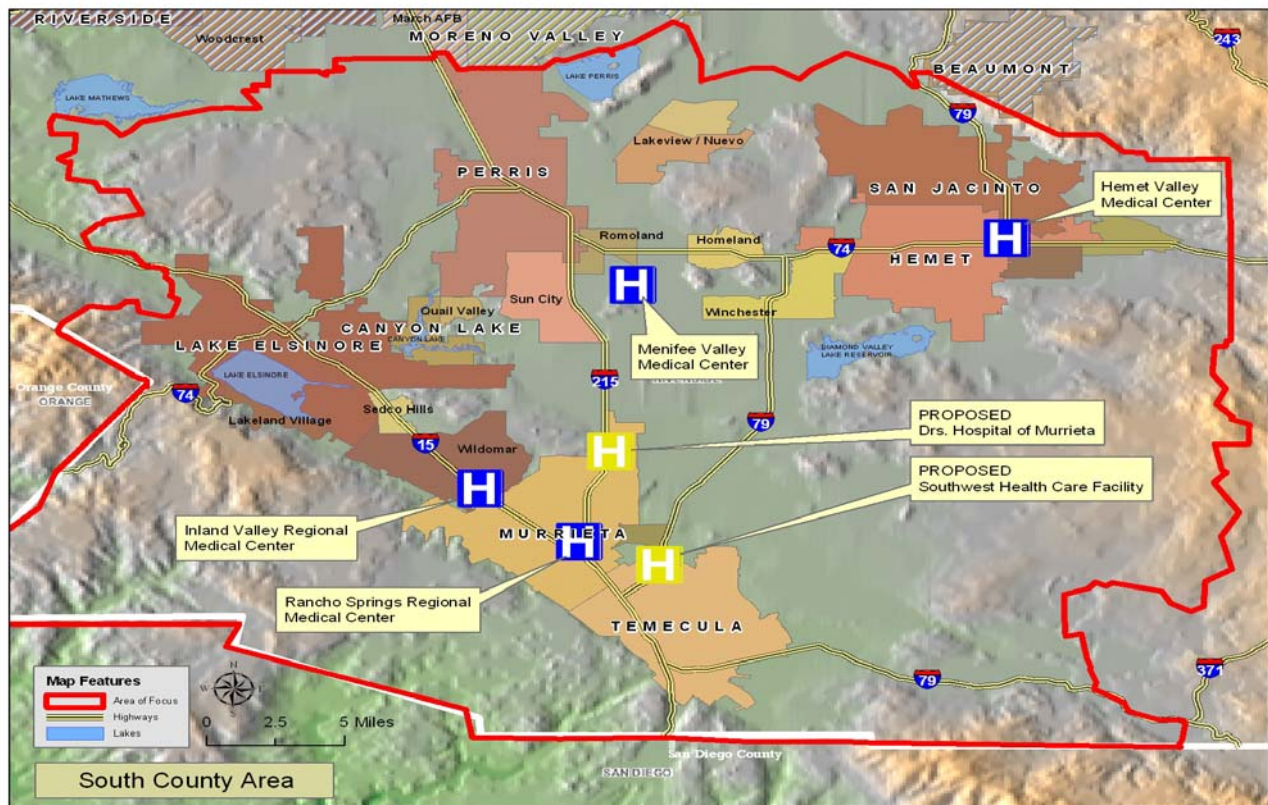 RIVERSIDE
Woodcrest
March AFB
MORENO VALLEY
243
BEAUMONT
LAKE MATHEWS
LAKE PERRIS
79
Lakeview / Nuevo
PERRIS
SAN JACINTO
Hemet Valley
Medical Center
H
Romoland
Homeland
74
HEMET
H
Sun City
Quail Valley
Winchester
CANYON LAKE
CANYON LAKE
LAKE ELSINORE
Menifee Valley
Medical Center
DIAMOND VALLEY
LAKE RESERVOIR
LAKE ELSINORE
Orange County
ORANGE
74
215
Lakeland Village
Sedco Hills
79
PROPOSED
Drs. Hospital of Murrieta
15
Wildomar
H
PROPOSED
Southwest Health Care Facility
H
Inland Valley Regional
Medical Center
MURRIETA
H
H
Rancho Springs Regional
Medical Center
TEMECULA
371
79
Map Features
Area of Focus
Highways
Lakes
N
W E
S
0 2.5 5 Miles
San Diego County
SAN DIEGO
South County Area